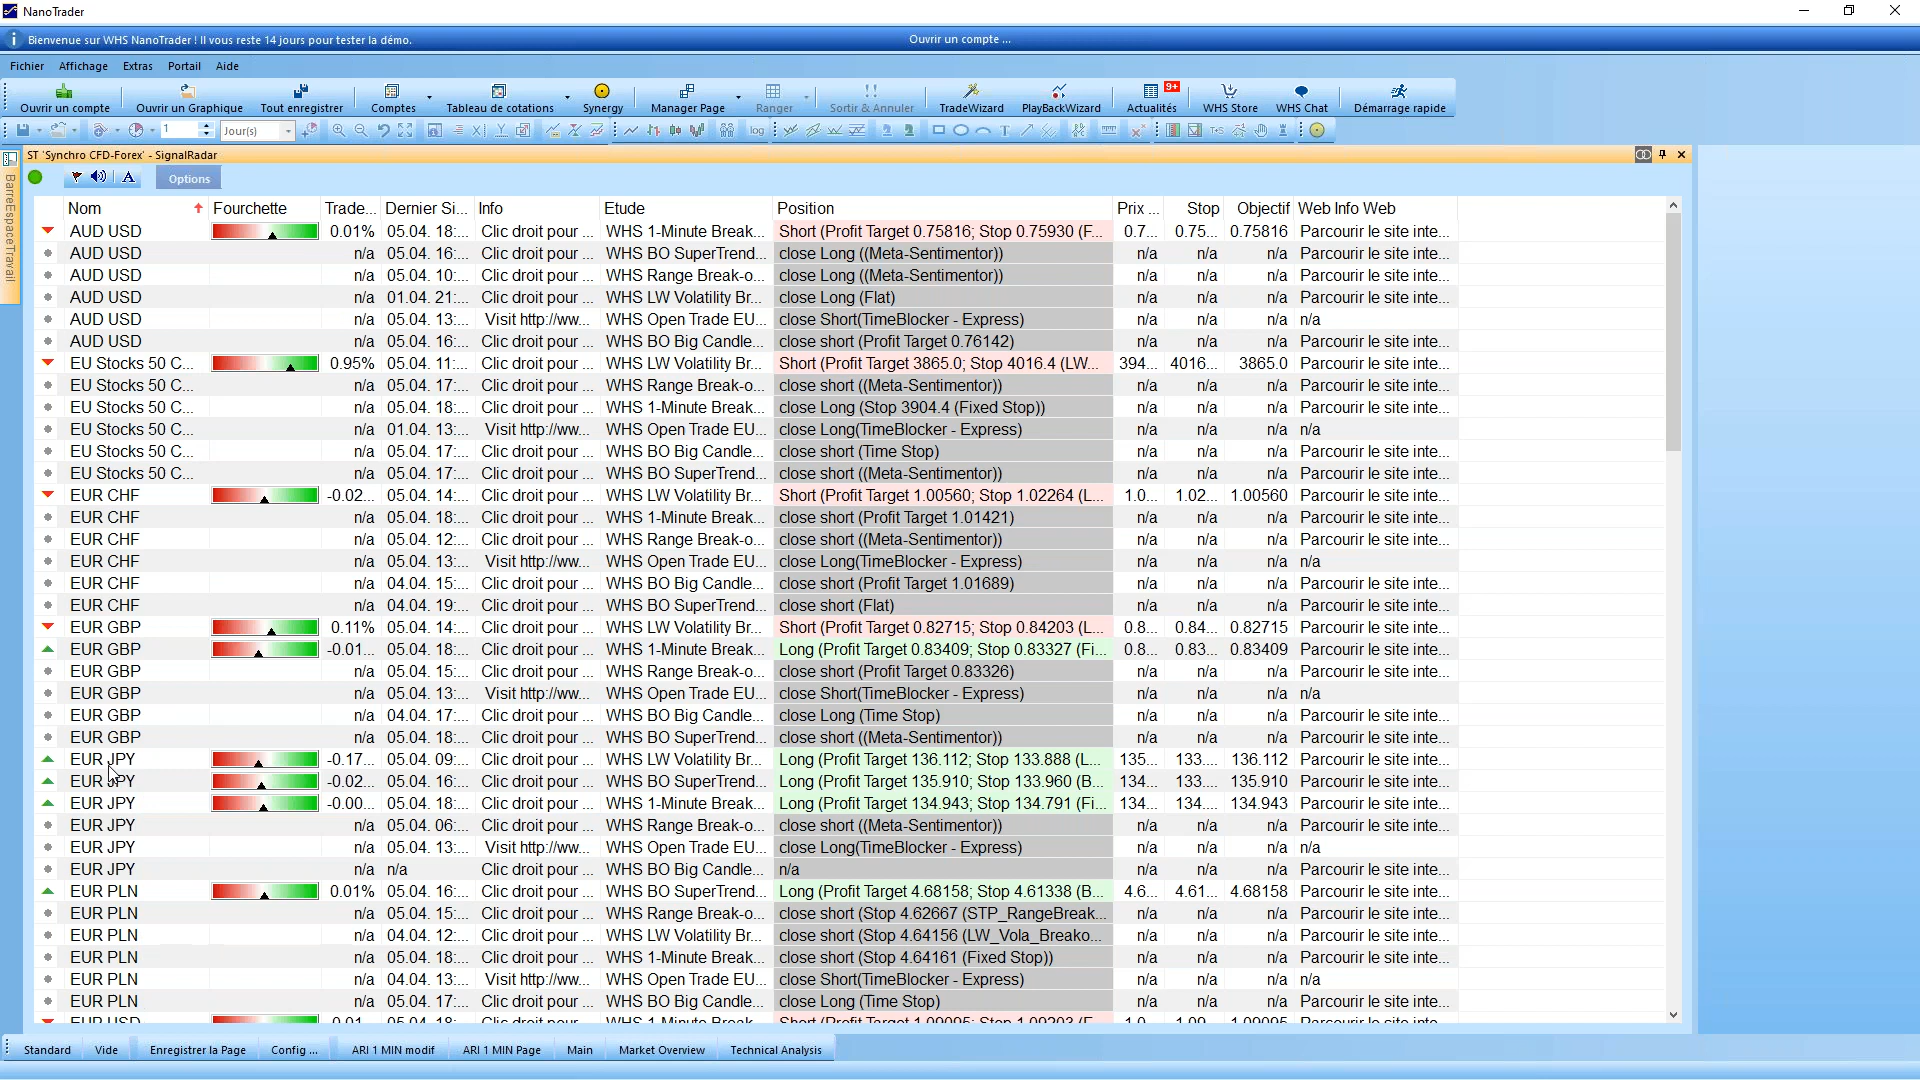 NanoTrader
Bienvenue sur WHS NanoTrader ! Il vous reste 14 jours pour tester la démo. Ouvrir un compte ...
Fichier Affichage Extras Portail Aide
Ouvrir un compte Ouvrir un Graphique Tout enregistrer Comptes Tableau de cotations Synergy Manager Page Ranger Sortir & Annuler TradeWizard PlayBackWizard Actualités 9+ WHS Store WHS Chat Démarrage rapide
1 Jour(s) log
ST 'Synchro CFD-Forex' - SignalRadar
BarreEspaceTravail
A Options
Nom Fourchette Trade... Dernier Si... Info Etude Position Prix ... Stop Objectif Web Info Web
AUD USD 0.01% 05.04. 18:... Clic droit pour ... WHS 1-Minute Break... Short (Profit Target 0.75816; Stop 0.75930 (F... 0.7... 0.75... 0.75816 Parcourir le site inte...
AUD USD n/a 05.04. 16:... Clic droit pour ... WHS BO SuperTrend... close Long ((Meta-Sentimentor)) n/a n/a n/a Parcourir le site inte...
AUD USD n/a 05.04. 10:... Clic droit pour ... WHS Range Break-o... close Long ((Meta-Sentimentor)) n/a n/a n/a Parcourir le site inte...
AUD USD n/a 01.04. 21:... Clic droit pour ... WHS LW Volatility Br... close Long (Flat) n/a n/a n/a Parcourir le site inte...
AUD USD n/a 05.04. 13:... Visit http://ww... WHS Open Trade EU... close Short(TimeBlocker - Express) n/a n/a n/a n/a
AUD USD n/a 05.04. 16:... Clic droit pour ... WHS BO Big Candle... close short (Profit Target 0.76142) n/a n/a n/a Parcourir le site inte...
EU Stocks 50 C... 0.95% 05.04. 11:... Clic droit pour ... WHS LW Volatility Br... Short (Profit Target 3865.0; Stop 4016.4 (LW... 394... 4016... 3865.0 Parcourir le site inte...
EU Stocks 50 C... n/a 05.04. 17:... Clic droit pour ... WHS Range Break-o... close short ((Meta-Sentimentor)) n/a n/a n/a Parcourir le site inte...
EU Stocks 50 C... n/a 05.04. 18:... Clic droit pour ... WHS 1-Minute Break... close Long (Stop 3904.4 (Fixed Stop)) n/a n/a n/a Parcourir le site inte...
EU Stocks 50 C... n/a 01.04. 13:... Visit http://ww... WHS Open Trade EU... close Long(TimeBlocker - Express) n/a n/a n/a n/a
EU Stocks 50 C... n/a 05.04. 17:... Clic droit pour ... WHS BO Big Candle... close short (Time Stop) n/a n/a n/a Parcourir le site inte...
EU Stocks 50 C... n/a 05.04. 17:... Clic droit pour ... WHS BO SuperTrend... close short ((Meta-Sentimentor)) n/a n/a n/a Parcourir le site inte...
EUR CHF -0.02... 05.04. 14:... Clic droit pour ... WHS LW Volatility Br... Short (Profit Target 1.00560; Stop 1.02264 (L... 1.0... 1.02... 1.00560 Parcourir le site inte...
EUR CHF n/a 05.04. 18:... Clic droit pour ... WHS 1-Minute Break... close short (Profit Target 1.01421) n/a n/a n/a Parcourir le site inte...
EUR CHF n/a 05.04. 12:... Clic droit pour ... WHS Range Break-o... close short ((Meta-Sentimentor)) n/a n/a n/a Parcourir le site inte...
EUR CHF n/a 05.04. 13:... Visit http://ww... WHS Open Trade EU... close Long(TimeBlocker - Express) n/a n/a n/a n/a
EUR CHF n/a 04.04. 15:... Clic droit pour ... WHS BO Big Candle... close short (Profit Target 1.01689) n/a n/a n/a Parcourir le site inte...
EUR CHF n/a 04.04. 19:... Clic droit pour ... WHS BO SuperTrend... close short (Flat) n/a n/a n/a Parcourir le site inte...
EUR GBP 0.11% 05.04. 14:... Clic droit pour ... WHS LW Volatility Br... Short (Profit Target 0.82715; Stop 0.84203 (L... 0.8... 0.84... 0.82715 Parcourir le site inte...
EUR GBP -0.01... 05.04. 18:... Clic droit pour ... WHS 1-Minute Break... Long (Profit Target 0.83409; Stop 0.83327 (Fi... 0.8... 0.83... 0.83409 Parcourir le site inte...
EUR GBP n/a 05.04. 15:... Clic droit pour ... WHS Range Break-o... close short (Profit Target 0.83326) n/a n/a n/a Parcourir le site inte...
EUR GBP n/a 05.04. 13:... Visit http://ww... WHS Open Trade EU... close Short(TimeBlocker - Express) n/a n/a n/a n/a
EUR GBP n/a 04.04. 17:... Clic droit pour ... WHS BO Big Candle... close Long (Time Stop) n/a n/a n/a Parcourir le site inte...
EUR GBP n/a 05.04. 18:... Clic droit pour ... WHS BO SuperTrend... close short ((Meta-Sentimentor)) n/a n/a n/a Parcourir le site inte...
EUR JPY -0.17... 05.04. 09:... Clic droit pour ... WHS LW Volatility Br... Long (Profit Target 136.112; Stop 133.888 (L... 135... 133.... 136.112 Parcourir le site inte...
EUR JPY -0.02... 05.04. 16:... Clic droit pour ... WHS BO SuperTrend... Long (Profit Target 135.910; Stop 133.960 (B... 134... 133.... 135.910 Parcourir le site inte...
EUR JPY -0.00... 05.04. 18:... Clic droit pour ... WHS 1-Minute Break... Long (Profit Target 134.943; Stop 134.791 (Fi... 134... 134.... 134.943 Parcourir le site inte...
EUR JPY n/a 05.04. 06:... Clic droit pour ... WHS Range Break-o... close short ((Meta-Sentimentor)) n/a n/a n/a Parcourir le site inte...
EUR JPY n/a 05.04. 13:... Visit http://ww... WHS Open Trade EU... close Long(TimeBlocker - Express) n/a n/a n/a n/a
EUR JPY n/a n/a Clic droit pour ... WHS BO Big Candle... n/a n/a n/a n/a Parcourir le site inte...
EUR PLN 0.01% 05.04. 16:... Clic droit pour ... WHS BO SuperTrend... Long (Profit Target 4.68158; Stop 4.61338 (B... 4.6... 4.61... 4.68158 Parcourir le site inte...
EUR PLN n/a 05.04. 15:... Clic droit pour ... WHS Range Break-o... close short (Stop 4.62667 (STP_RangeBreak... n/a n/a n/a Parcourir le site inte...
EUR PLN n/a 04.04. 12:... Clic droit pour ... WHS LW Volatility Br... close short (Stop 4.64156 (LW_Vola_Breako... n/a n/a n/a Parcourir le site inte...
EUR PLN n/a 05.04. 18:... Clic droit pour ... WHS 1-Minute Break... close short (Stop 4.64161 (Fixed Stop)) n/a n/a n/a Parcourir le site inte...
EUR PLN n/a 04.04. 13:... Visit http://ww... WHS Open Trade EU... close Short(TimeBlocker - Express) n/a n/a n/a n/a
EUR PLN n/a 05.04. 17:... Clic droit pour ... WHS BO Big Candle... close Long (Time Stop) n/a n/a n/a Parcourir le site inte...
Standard Vide Enregistrer la Page Config ... ARI 1 MIN modif ARI 1 MIN Page Main Market Overview Technical Analysis